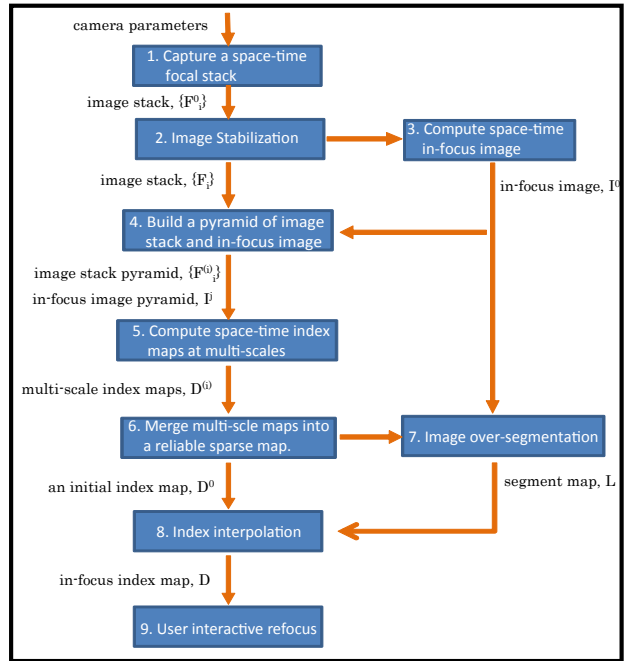 camera parameters
1. Capture a space-time
focal stack
image stack, {F⁰ᵢ}
2. Image Stabilization
3. Compute space-time
in-focus image
image stack, {Fᵢ}
in-focus image, I⁰
4. Build a pyramid of image
stack and in-focus image
image stack pyramid, {F⁽ⁱ⁾ᵢ}
in-focus image pyramid, Iʲ
5. Compute space-time index
maps at multi-scales
multi-scale index maps, D⁽ⁱ⁾
6. Merge multi-scle maps into
a reliable sparse map.
7. Image over-segmentation
an initial index map, D⁰
segment map, L
8. Index interpolation
in-focus index map, D
9. User interactive refocus